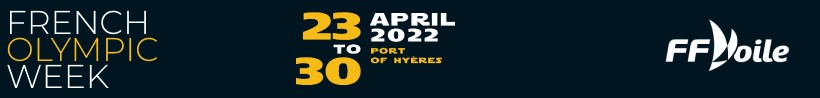 FRENCH
OLYMPIC
WEEK
23
TO
30
APRIL
2022
PORT
OF HYÈRES
FFVoile